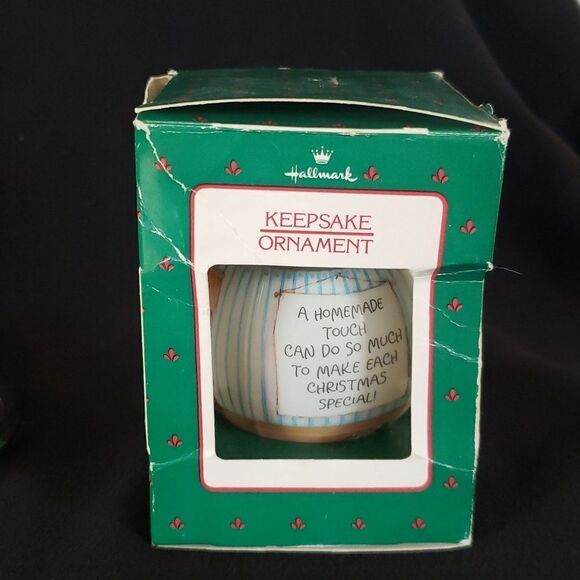 Hallmark
KEEPSAKE
ORNAMENT
A HOMEMADE
TOUCH
CAN DO SO MUCH
TO MAKE EACH
CHRISTMAS
SPECIAL!